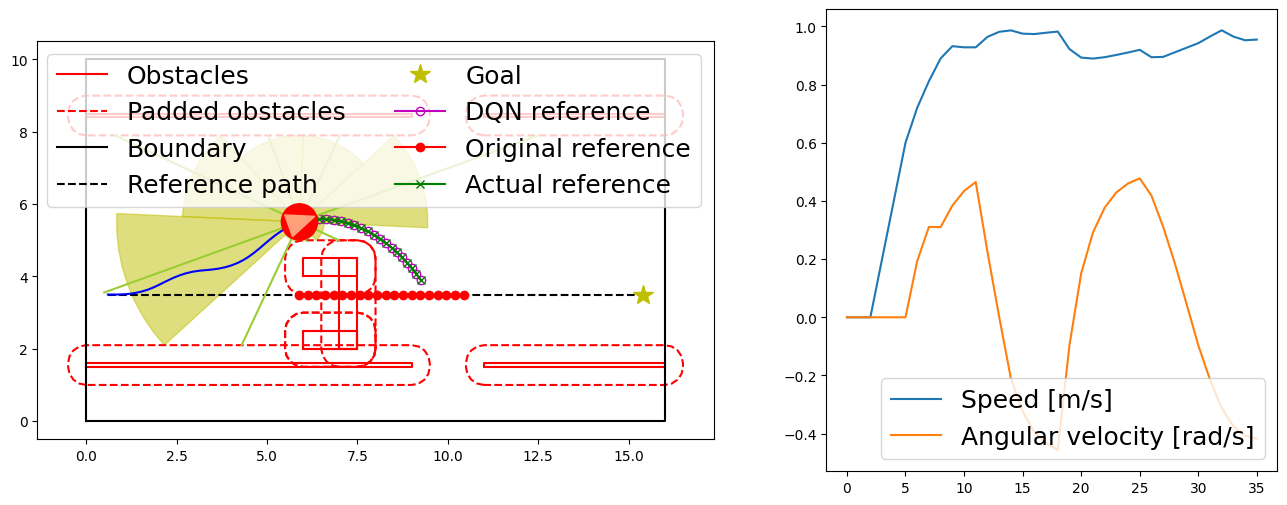 10
8
6
4
2
0
0.0 2.5 5.0 7.5 10.0 12.5 15.0
Obstacles
Padded obstacles
Boundary
Reference path
Goal
DQN reference
Original reference
Actual reference
1.0
0.8
0.6
0.4
0.2
0.0
−0.2
−0.4
0 5 10 15 20 25 30 35
Speed [m/s]
Angular velocity [rad/s]